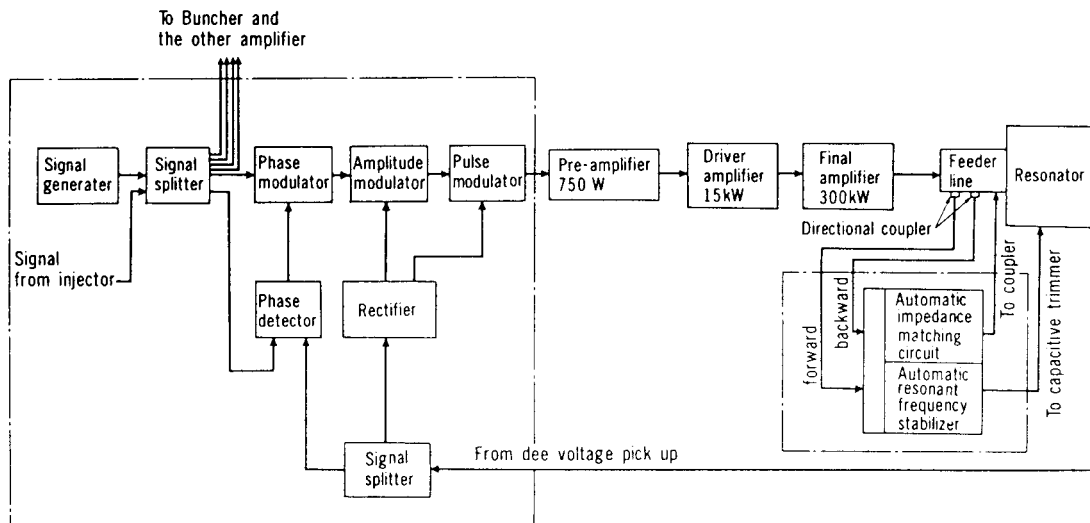 To Buncher and
the other amplifier
Signal
generater
Signal
splitter
Phase
modulator
Amplitude
modulator
Pulse
modulator
Pre-amplifier
750 W
Driver
amplifier
15kW
Final
amplifier
300kW
Feeder
line
Resonator
Directional coupler
Signal
from injector
Phase
detector
Rectifier
forward
backward
Automatic
impedance
matching
circuit
Automatic
resonant
frequency
stabilizer
To coupler
To capacitive trimmer
Signal
splitter
From dee voltage pick up